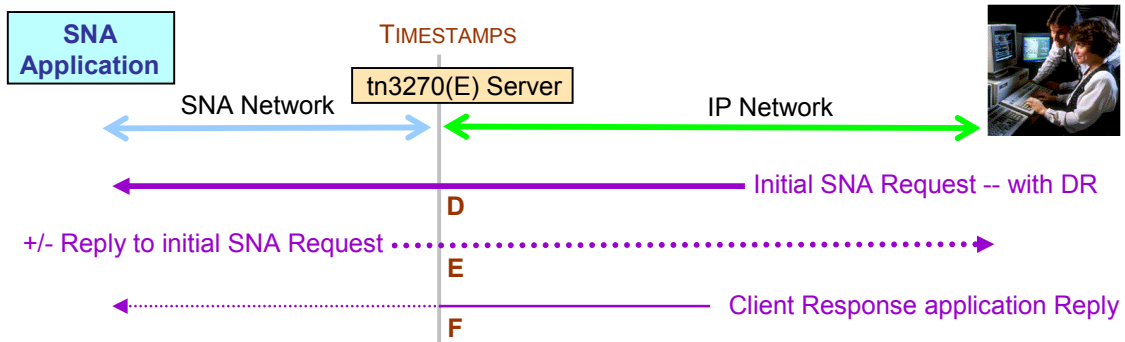 SNA
Application
TIMESTAMPS
tn3270(E) Server
SNA Network
IP Network
Initial SNA Request -- with DR
D
+/- Reply to initial SNA Request
E
Client Response application Reply
F